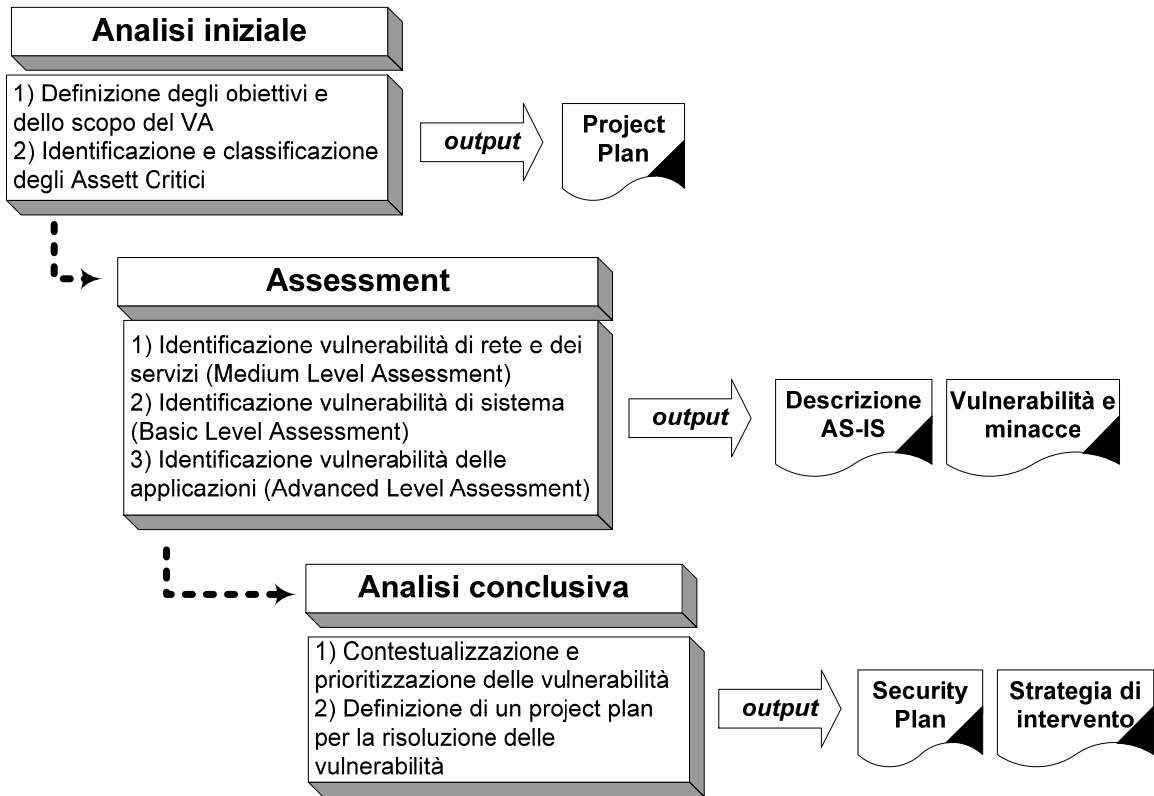 Analisi iniziale
1) Definizione degli obiettivi e
dello scopo del VA
2) Identificazione e classificazione
degli Assett Critici
output
Project
Plan
Assessment
1) Identificazione vulnerabilità di rete e dei
servizi (Medium Level Assessment)
2) Identificazione vulnerabilità di sistema
(Basic Level Assessment)
3) Identificazione vulnerabilità delle
applicazioni (Advanced Level Assessment)
output
Descrizione
AS-IS
Vulnerabilità e
minacce
Analisi conclusiva
1) Contestualizzazione e
prioritizzazione delle vulnerabilità
2) Definizione di un project plan
per la risoluzione delle
vulnerabilità
output
Security
Plan
Strategia di
intervento